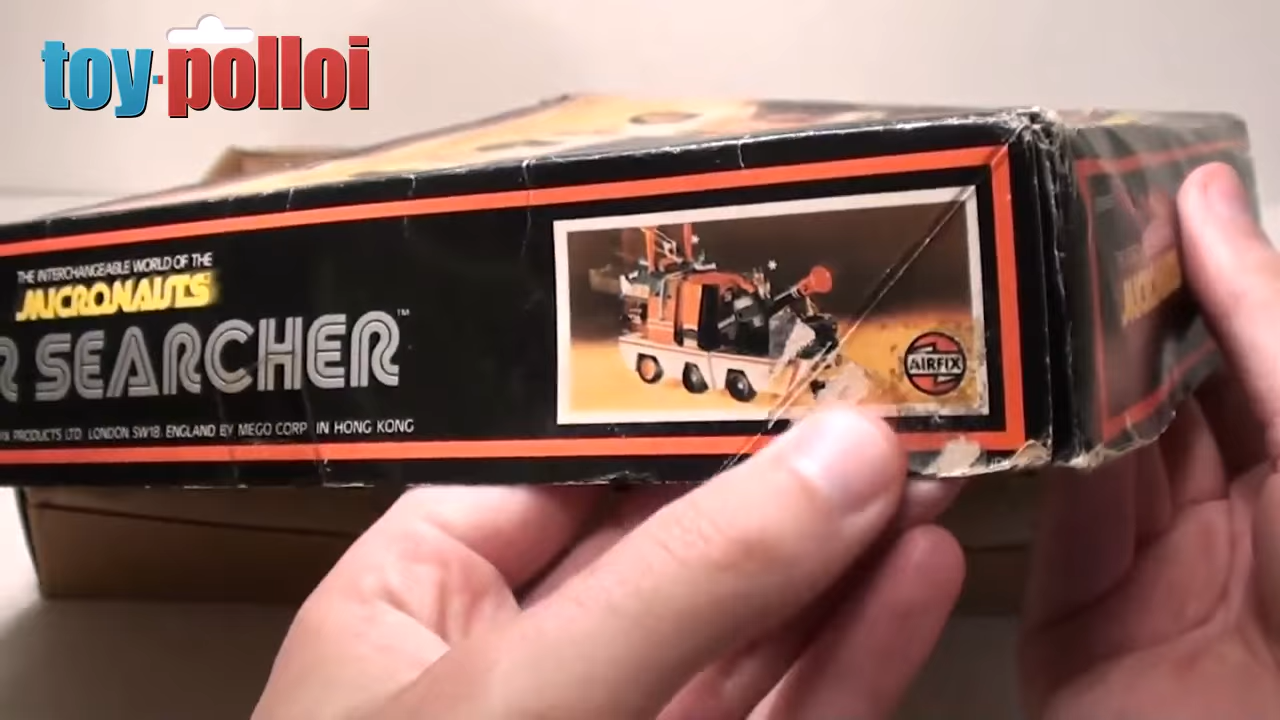 toy·polloi
THE INTERCHANGEABLE WORLD OF THE
MICRONAUTS
R SEARCHER™
PRODUCTS LTD. LONDON SW18. ENGLAND BY MEGO CORP. IN HONG KONG
AIRFIX